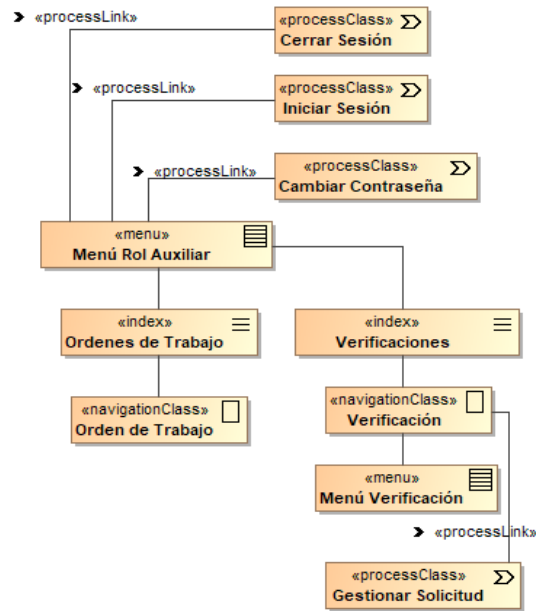 «processLink»
«processClass»
Cerrar Sesión
«processLink»
«processClass»
Iniciar Sesión
«processLink»
«processClass»
Cambiar Contraseña
«menu»
Menú Rol Auxiliar
«index»
Ordenes de Trabajo
«index»
Verificaciones
«navigationClass»
Orden de Trabajo
«navigationClass»
Verificación
«menu»
Menú Verificación
«processLink»
«processClass»
Gestionar Solicitud